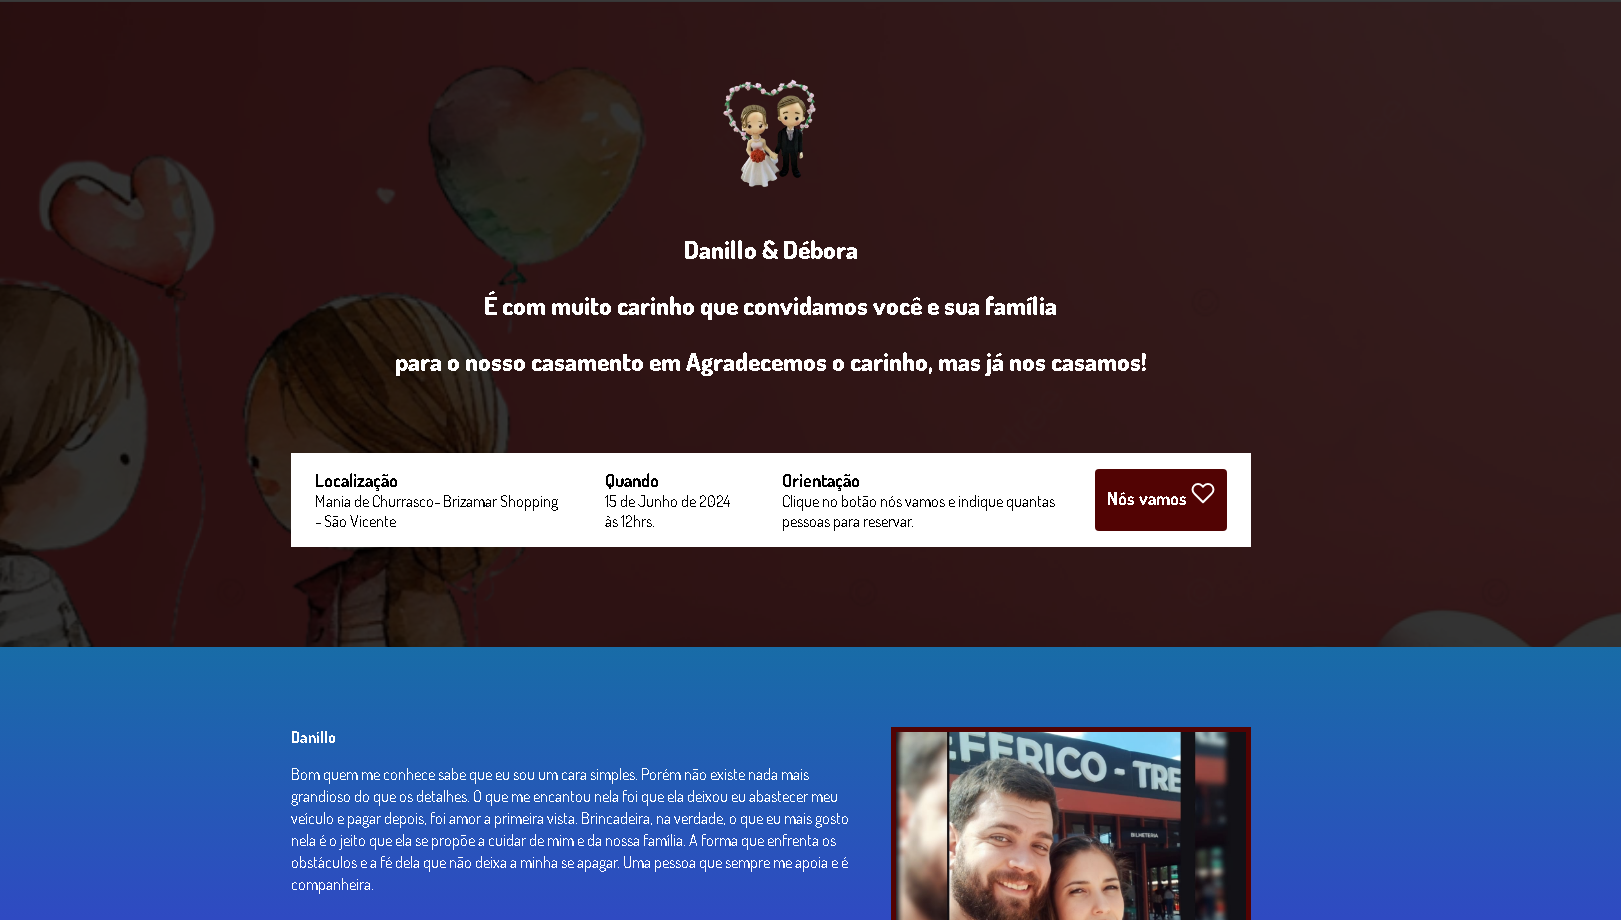 Danillo & Débora
É com muito carinho que convidamos você e sua família
para o nosso casamento em Agradecemos o carinho, mas já nos casamos!
Localização
Mania de Churrasco- Brizamar Shopping
- São Vicente
Quando
15 de Junho de 2024
às 12hrs.
Orientação
Clique no botão nós vamos e indique quantas
pessoas para reservar.
Nós vamos
Danillo
Bom quem me conhece sabe que eu sou um cara simples. Porém não existe nada mais
grandioso do que os detalhes. O que me encantou nela foi que ela deixou eu abastecer meu
veículo e pagar depois, foi amor a primeira vista. Brincadeira, na verdade, o que eu mais gosto
nela é o jeito que ela se propõe a cuidar de mim e da nossa família. A forma que enfrenta os
obstáculos e a fé dela que não deixa a minha se apagar. Uma pessoa que sempre me apoia e é
companheira.
.FERICO - TRE
BILHETERIA